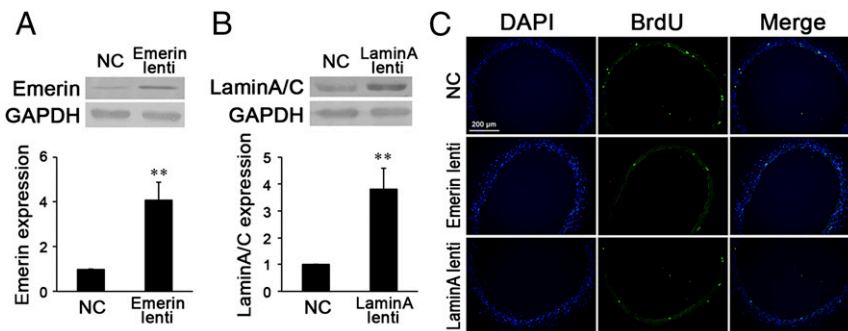 A
NC
Emerin
lenti
Emerin
GAPDH
Emerin expression
6
4
2
0
**
NC
Emerin
lenti
B
NC
LaminA
lenti
LaminA/C
GAPDH
LaminA/C expression
5
4
3
2
1
0
**
NC
LaminA
lenti
C
DAPI
BrdU
Merge
NC
200 μm
Emerin lenti
LaminA lenti